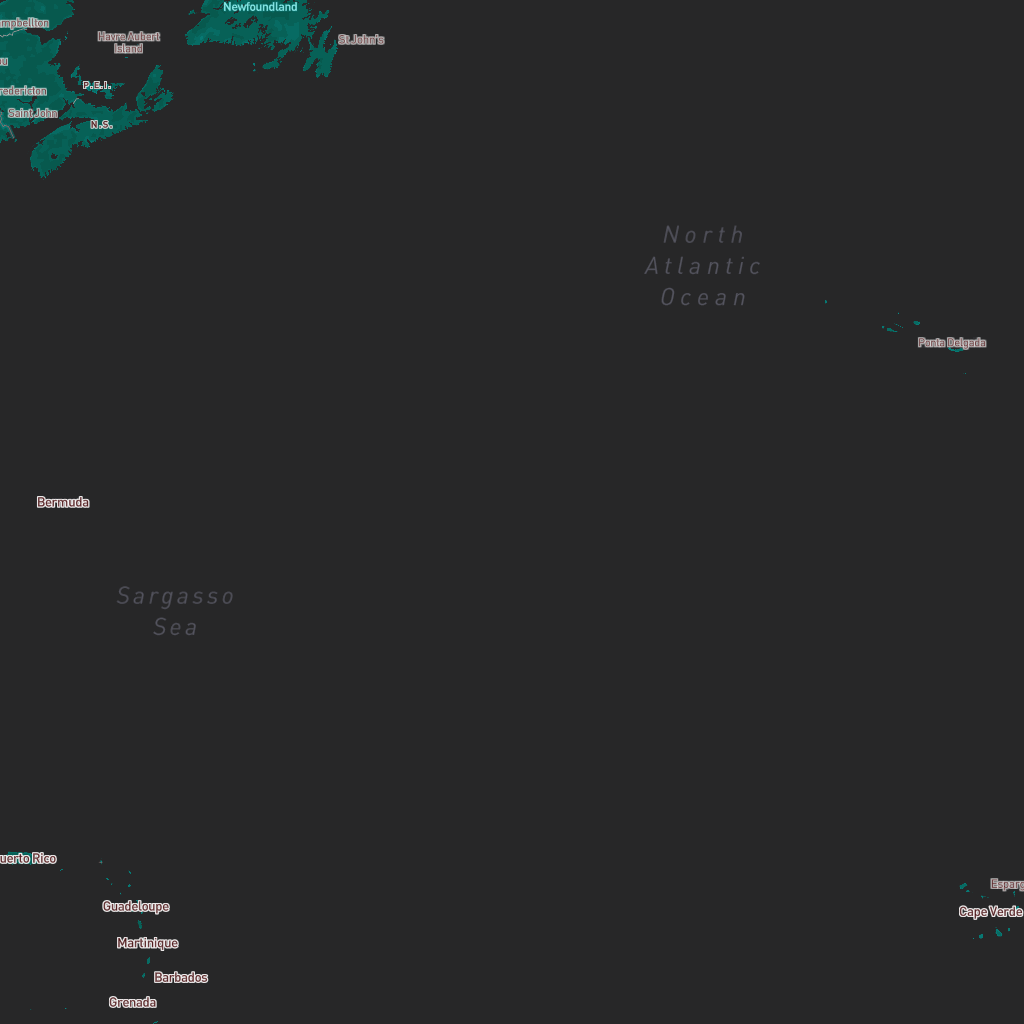 Newfoundland
mpbellton
Havre Aubert
Island
St John's
ou
P.E.I.
redericton
Saint John
N.S.
North
Atlantic
Ocean
Ponta Delgada
Bermuda
Sargasso
Sea
uerto Rico
Esparg
Guadeloupe
Cape Verde
Martinique
Barbados
Grenada